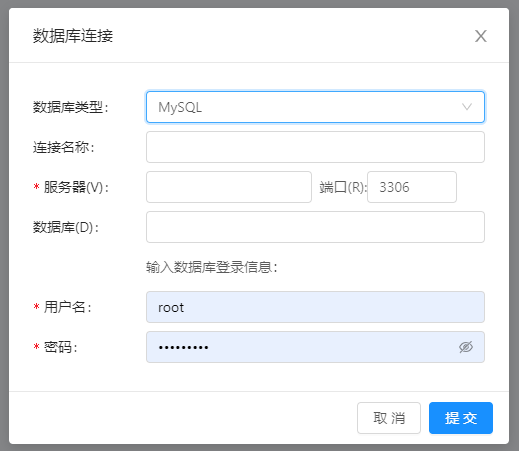 数据库连接
数据库类型: MySQL
连接名称:
* 服务器(V): 端口(R): 3306
数据库(D):
输入数据库登录信息:
* 用户名: root
* 密码: •••••••••
取 消 提 交